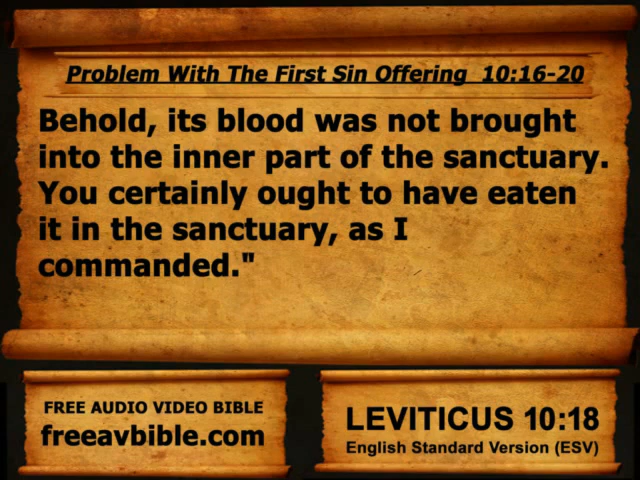 Problem With The First Sin Offering  10:16-20
Behold, its blood was not brought
into the inner part of the sanctuary.
You certainly ought to have eaten
it in the sanctuary, as I
commanded."
FREE AUDIO VIDEO BIBLE
freeavbible.com
LEVITICUS 10:18
English Standard Version (ESV)